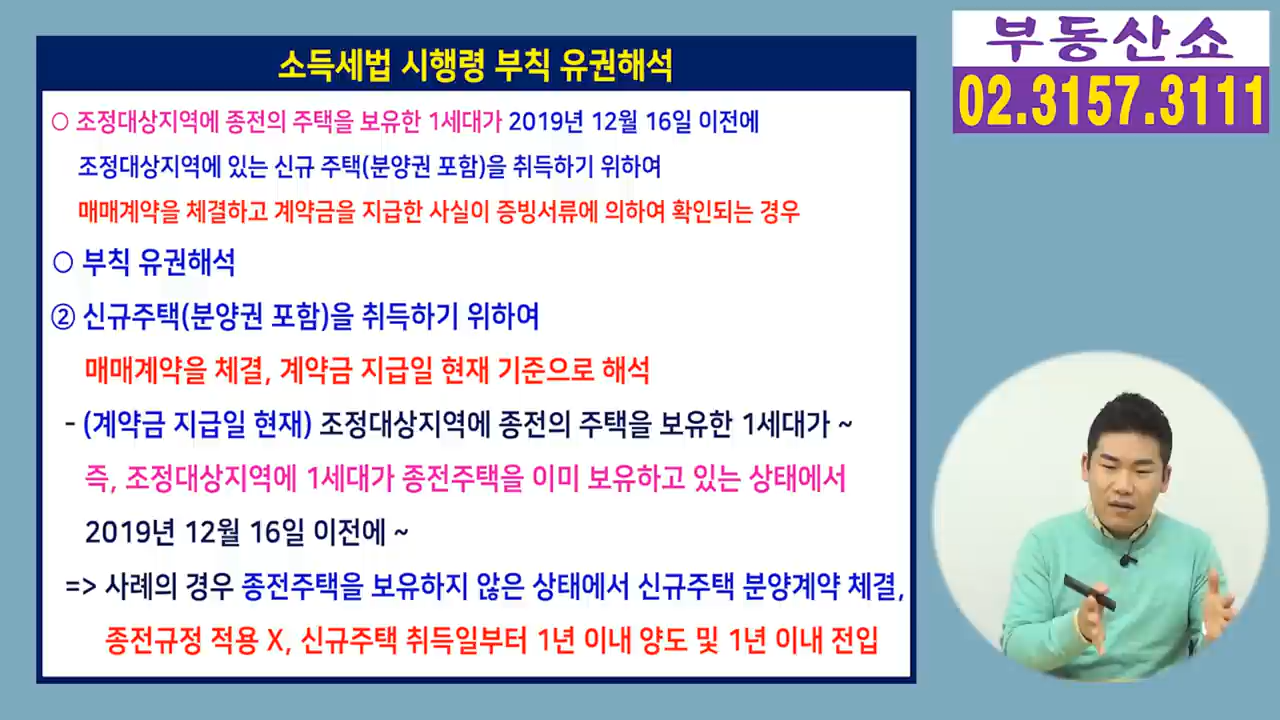 부동산쇼
02.3157.3111
소득세법 시행령 부칙 유권해석
○ 조정대상지역에 종전의 주택을 보유한 1세대가 2019년 12월 16일 이전에
조정대상지역에 있는 신규 주택(분양권 포함)을 취득하기 위하여
매매계약을 체결하고 계약금을 지급한 사실이 증빙서류에 의하여 확인되는 경우
○ 부칙 유권해석
② 신규주택(분양권 포함)을 취득하기 위하여
매매계약을 체결, 계약금 지급일 현재 기준으로 해석
- (계약금 지급일 현재) 조정대상지역에 종전의 주택을 보유한 1세대가 ~
즉, 조정대상지역에 1세대가 종전주택을 이미 보유하고 있는 상태에서
2019년 12월 16일 이전에 ~
=> 사례의 경우 종전주택을 보유하지 않은 상태에서 신규주택 분양계약 체결,
종전규정 적용 X, 신규주택 취득일부터 1년 이내 양도 및 1년 이내 전입